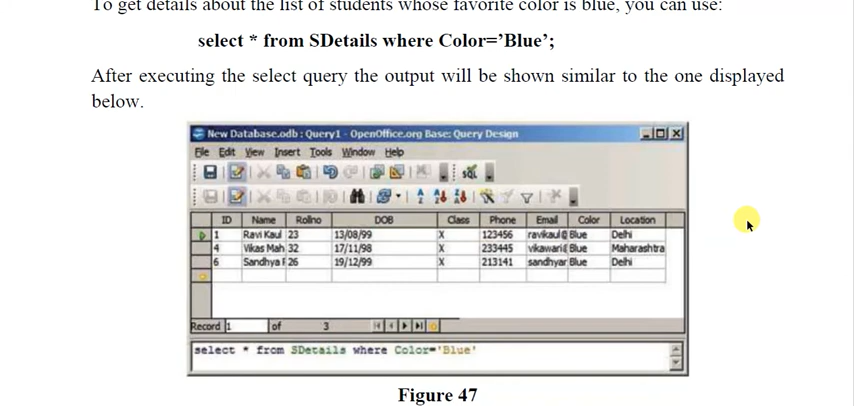 To get details about the list of students whose favorite color is blue, you can use:
select * from SDetails where Color=’Blue’;
After executing the select query the output will be shown similar to the one displayed
below.
New Database.odb : Query1 - OpenOffice.org Base: Query Design
File Edit View Insert Tools Window Help
SQL
ID Name Rollno DOB Class Phone Email Color Location
1 Ravi Kaul 23 13/08/99 X 123456 ravikaul@ Blue Delhi
4 Vikas Mah 32 17/11/98 X 233445 vikawari@ Blue Maharashtra
6 Sandhya F 26 19/12/99 X 213141 sandhyar Blue Delhi
Record 1 of 3
select * from SDetails where Color='Blue'
Figure 47